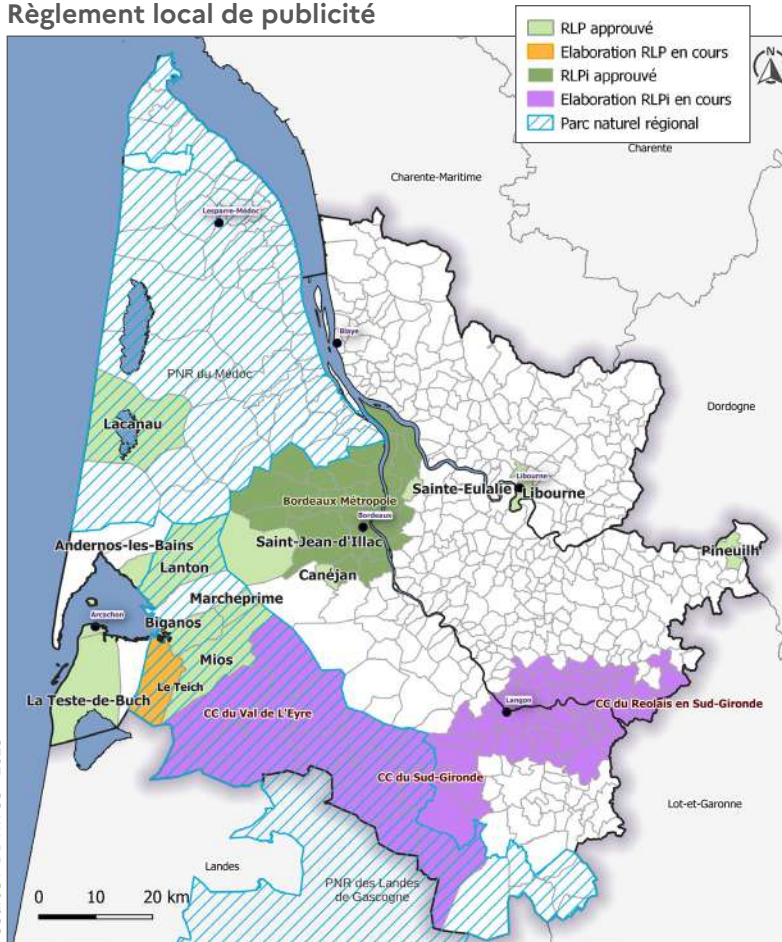 Règlement local de publicité
RLP approuvé
Elaboration RLP en cours
RLPi approuvé
Elaboration RLPi en cours
Parc naturel régional
N
Charente
Charente-Maritime
Lesparre-Médoc
Blaye
PNR du Médoc
Dordogne
Lacanau
Libourne
Sainte-Eulalie
Libourne
Bordeaux Métropole
Bordeaux
Andernos-les-Bains
Saint-Jean-d'Illac
Pineuilh
Lanton
Canéjan
Marcheprime
Arcachon
Biganos
Mios
Le Teich
La Teste-de-Buch
CC du Val de L'Eyre
Langon
CC du Reolais en Sud-Gironde
CC du Sud-Gironde
Lot-et-Garonne
Landes
PNR des Landes
de Gascogne
0 10 20 km